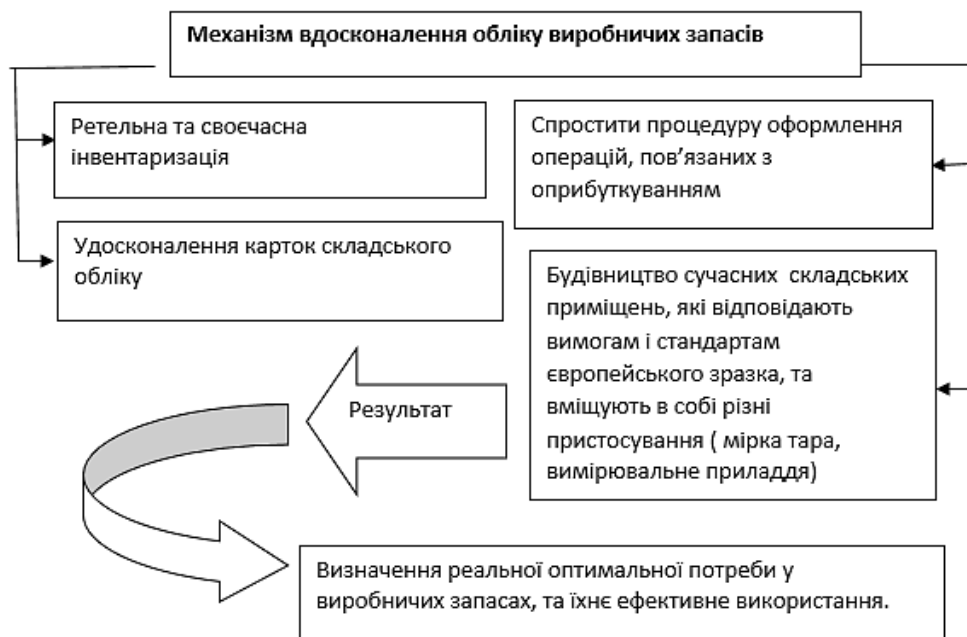 Механізм вдосконалення обліку виробничих запасів
Ретельна та своєчасна
інвентаризація
Спростити процедуру оформлення
операцій, пов’язаних з
оприбуткуванням
Удосконалення карток складського
обліку
Будівництво сучасних складських
приміщень, які відповідають
вимогам і стандартам
європейського зразка, та
вміщують в собі різні
пристосування ( мірка тара,
вимірювальне приладдя)
Результат
Визначення реальної оптимальної потреби у
виробничих запасах, та їхнє ефективне використання.